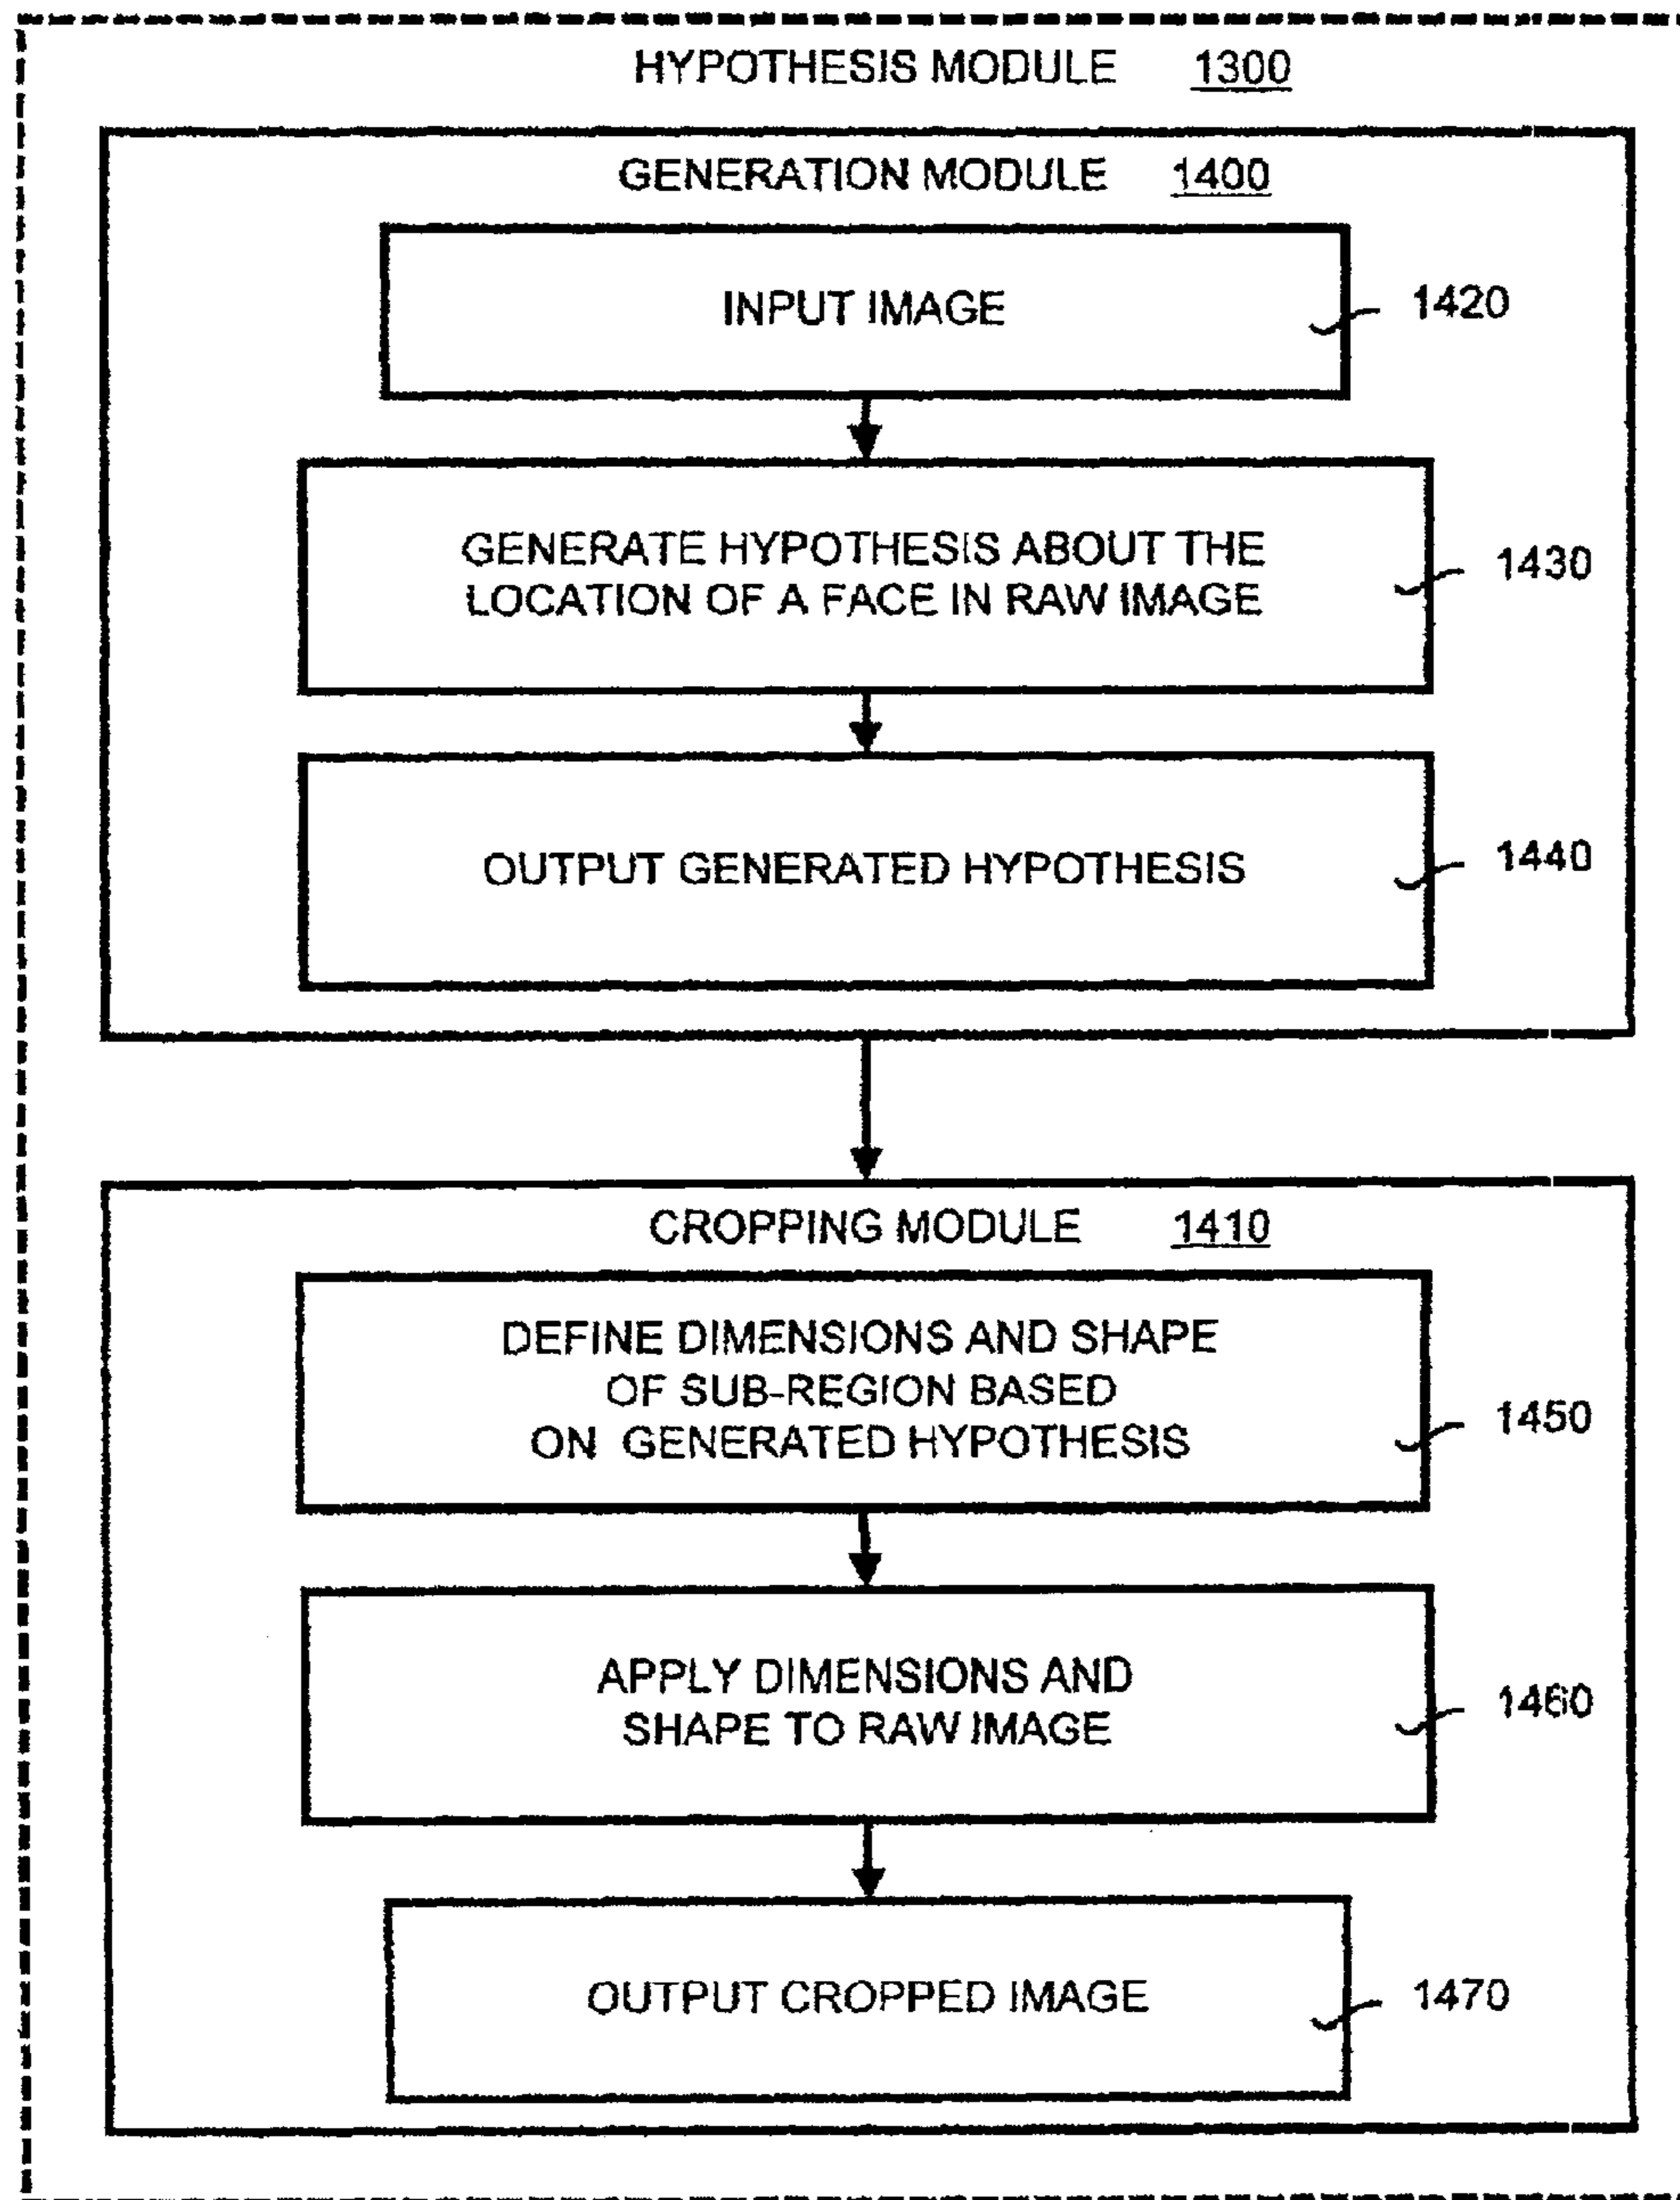 HYPOTHESIS MODULE 1300
GENERATION MODULE 1400
INPUT IMAGE 1420
GENERATE HYPOTHESIS ABOUT THE
LOCATION OF A FACE IN RAW IMAGE 1430
OUTPUT GENERATED HYPOTHESIS 1440
CROPPING MODULE 1410
DEFINE DIMENSIONS AND SHAPE
OF SUB-REGION BASED
ON GENERATED HYPOTHESIS 1450
APPLY DIMENSIONS AND
SHAPE TO RAW IMAGE 1460
OUTPUT CROPPED IMAGE 1470